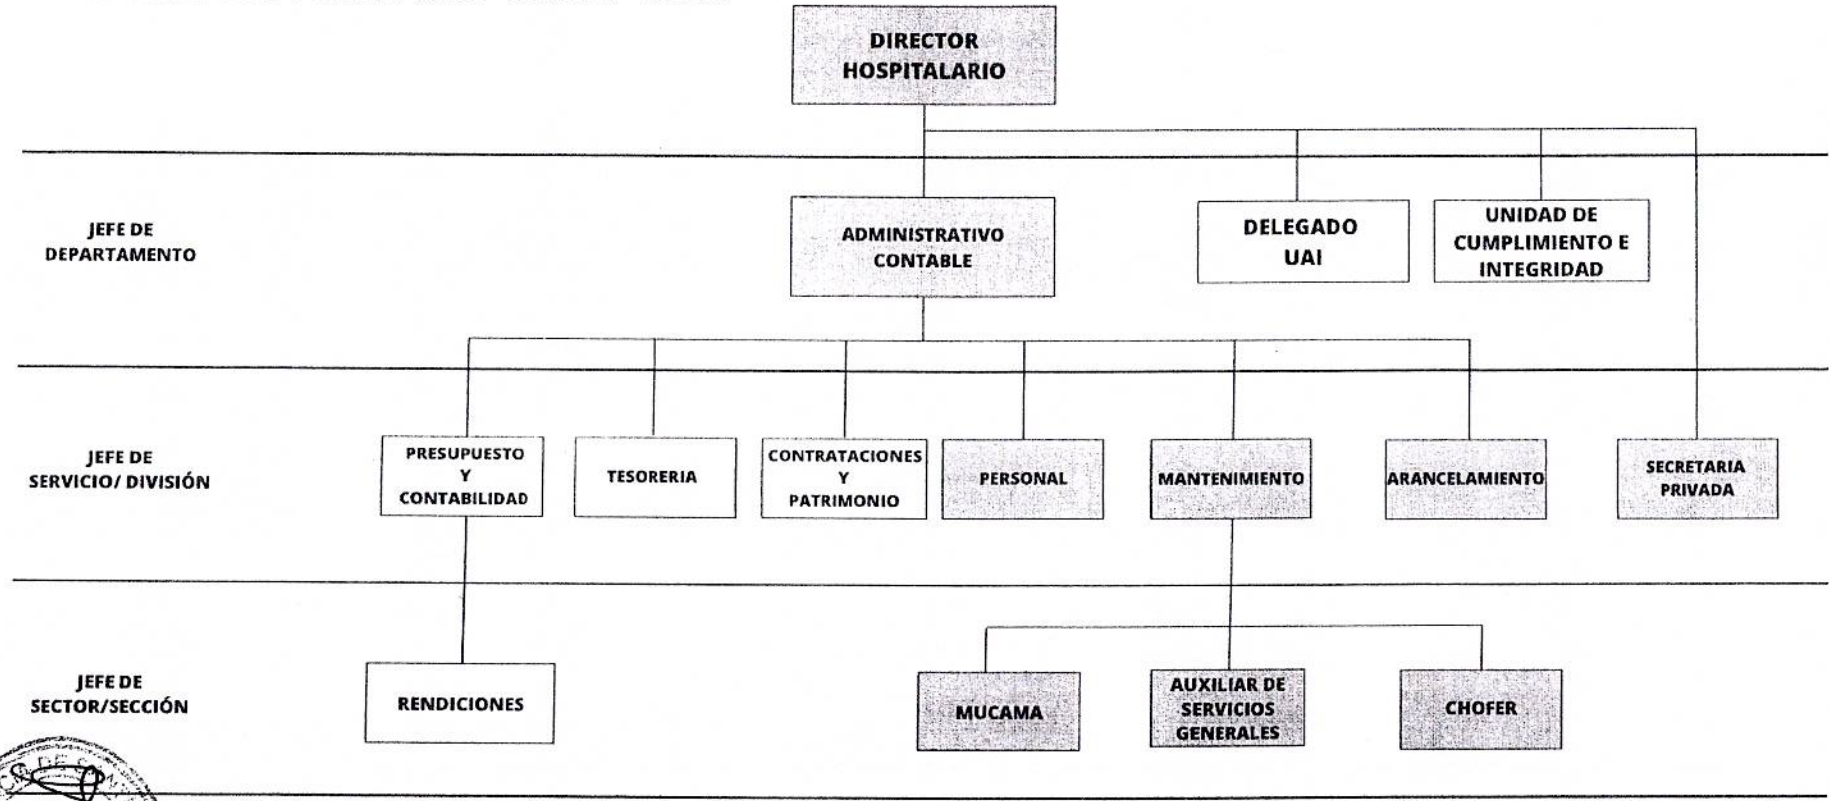 DIRECTOR
HOSPITALARIO
JEFE DE
DEPARTAMENTO
ADMINISTRATIVO
CONTABLE
DELEGADO
UAI
UNIDAD DE
CUMPLIMIENTO E
INTEGRIDAD
JEFE DE
SERVICIO/ DIVISIÓN
PRESUPUESTO
Y
CONTABILIDAD
TESORERIA
CONTRATACIONES
Y
PATRIMONIO
PERSONAL
MANTENIMIENTO
ARANCELAMIENTO
SECRETARIA
PRIVADA
JEFE DE
SECTOR/SECCIÓN
RENDICIONES
MUCAMA
AUXILIAR DE
SERVICIOS
GENERALES
CHOFER